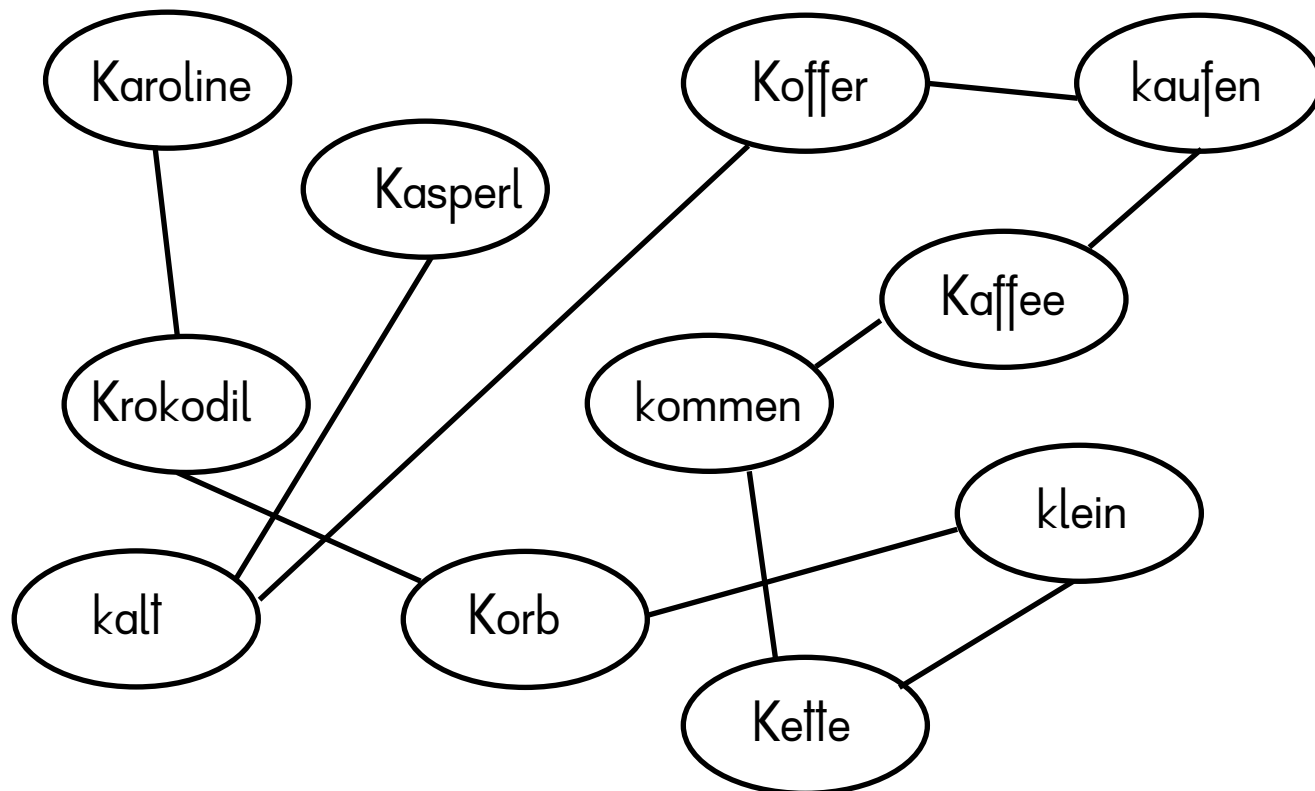 Karoline
Koffer
kaufen
Kasperl
Kaffee
Krokodil
kommen
klein
kalt
Korb
Kette